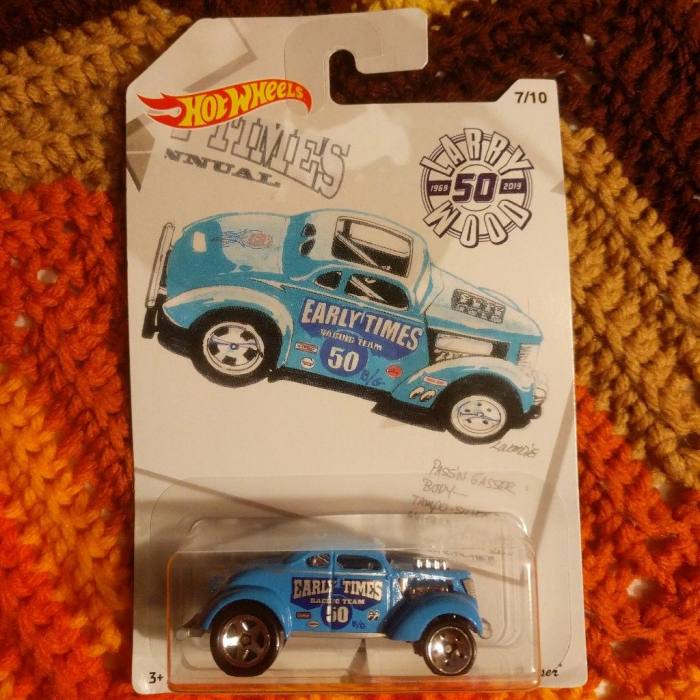 HOT WHEELS
7/10
TIMES
NNUAL
LARRY
1969 50 2019
WOOD
EARLY TIMES
RACING TEAM
50
B/G
PASS'N GASSER
BODY—
EARLY TIMES
RACING TEAM
50
B/G
3+